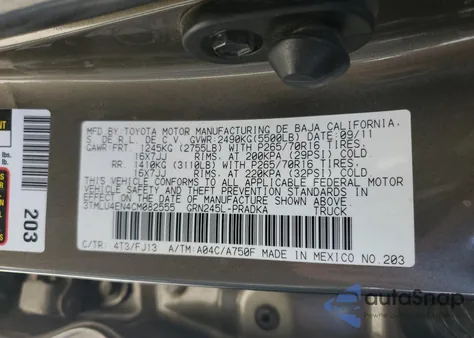 MFD.BY:TOYOTA MOTOR MANUFACTURING DE BAJA CALIFORNIA,
S. DE R.L. DE C.V. GVWR:2490KG(5500LB) DATE:09/11
GAWR FRT. 1245KG (2755LB) WITH P265/70R16 TIRES.
16X7JJ RIMS. AT 200KPA (29PSI) COLD.
RR 1410KG (3110LB) WITH P265/70R16 TIRES.
16X7JJ RIMS. AT 220KPA (32PSI) COLD.
THIS VEHICLE CONFORMS TO ALL APPLICABLE FEDERAL MOTOR
VEHICLE SAFETY AND THEFT PREVENTION STANDARDS IN
EFFECT ON THE DATE OF MANUFACTURE SHOWN ABOVE.
3TMLU4EN4CM082555 GRN245L-PRADKA TRUCK
C/TR: 4T3/FJ13 A/TM:A04C/A750F MADE IN MEXICO NO.203
203
lbs.
autoSnap